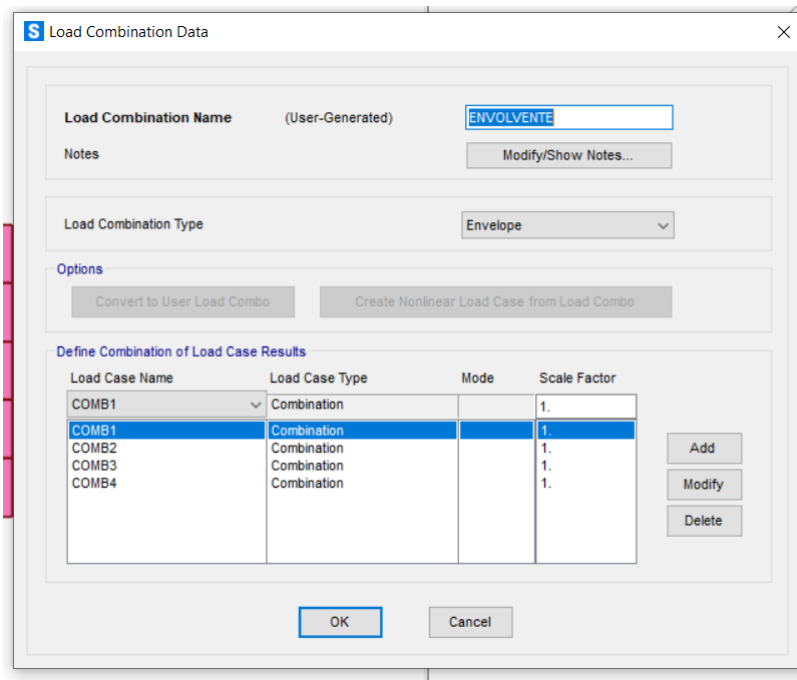 S Load Combination Data
Load Combination Name (User-Generated) ENVOLVENTE
Notes Modify/Show Notes...
Load Combination Type Envelope
Options
Convert to User Load Combo Create Nonlinear Load Case from Load Combo
Define Combination of Load Case Results
Load Case Name Load Case Type Mode Scale Factor
COMB1 Combination 1.
COMB1 Combination 1.
COMB2 Combination 1.
COMB3 Combination 1.
COMB4 Combination 1.
Add
Modify
Delete
OK Cancel